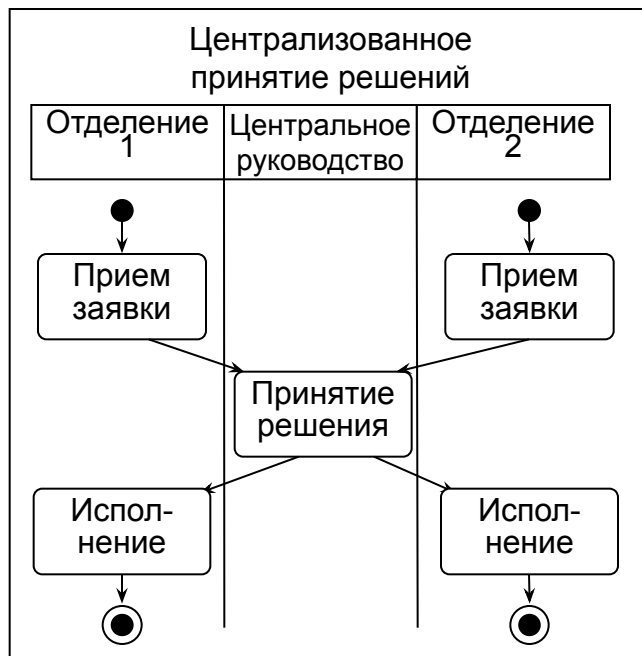 Централизованное
принятие решений
Отделение
1
Центральное
руководство
Отделение
2
Прием
заявки
Прием
заявки
Принятие
решения
Испол-
нение
Испол-
нение